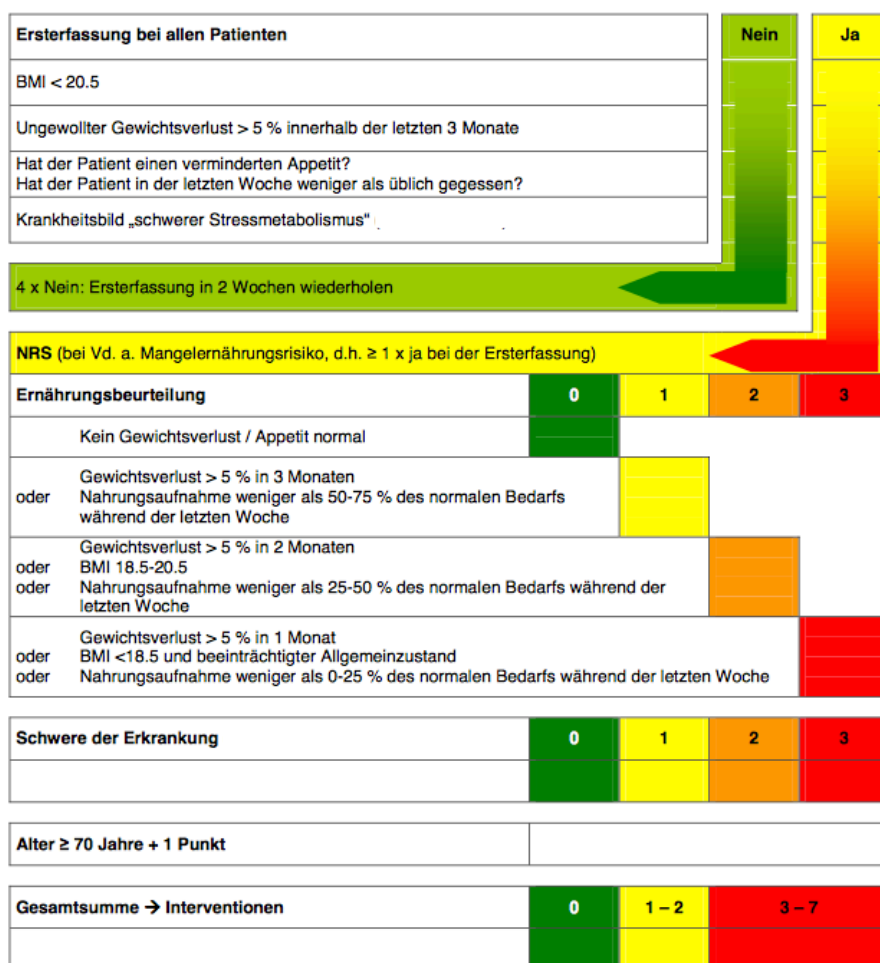 Ersterfassung bei allen Patienten
Nein
Ja
BMI < 20.5
Ungewollter Gewichtsverlust > 5 % innerhalb der letzten 3 Monate
Hat der Patient einen verminderten Appetit?
Hat der Patient in der letzten Woche weniger als üblich gegessen?
Krankheitsbild „schwerer Stressmetabolismus“
4 x Nein: Ersterfassung in 2 Wochen wiederholen
NRS (bei Vd. a. Mangelernährungsrisiko, d.h. ≥ 1 x ja bei der Ersterfassung)
Ernährungsbeurteilung 0 1 2 3
Kein Gewichtsverlust / Appetit normal
Gewichtsverlust > 5 % in 3 Monaten
oder Nahrungsaufnahme weniger als 50-75 % des normalen Bedarfs
während der letzten Woche
Gewichtsverlust > 5 % in 2 Monaten
oder BMI 18.5-20.5
oder Nahrungsaufnahme weniger als 25-50 % des normalen Bedarfs während der
letzten Woche
Gewichtsverlust > 5 % in 1 Monat
oder BMI <18.5 und beeinträchtigter Allgemeinzustand
oder Nahrungsaufnahme weniger als 0-25 % des normalen Bedarfs während der letzten Woche
Schwere der Erkrankung 0 1 2 3
Alter ≥ 70 Jahre + 1 Punkt
Gesamtsumme → Interventionen 0 1 – 2 3 – 7